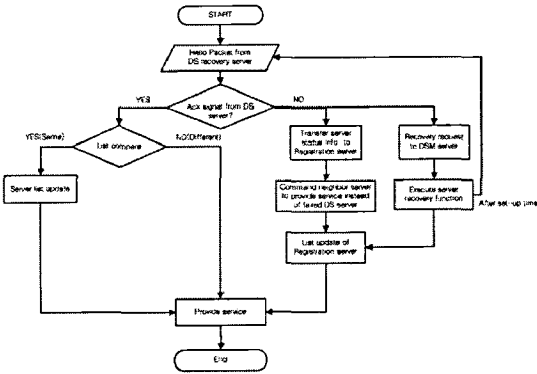 START
Hello Packet from
DS recovery server
Ack signal from DS
server?
YES
NO
YES(Same)
List compare
NO(Different)
Server list update
Transfer server
status info to
Registration server
Command neighbor server
to provide service instead
of failed DS server
List update of
Registration server
Recovery request
to DSM server
Execute server
recovery function
After set-up time
Provide service
End